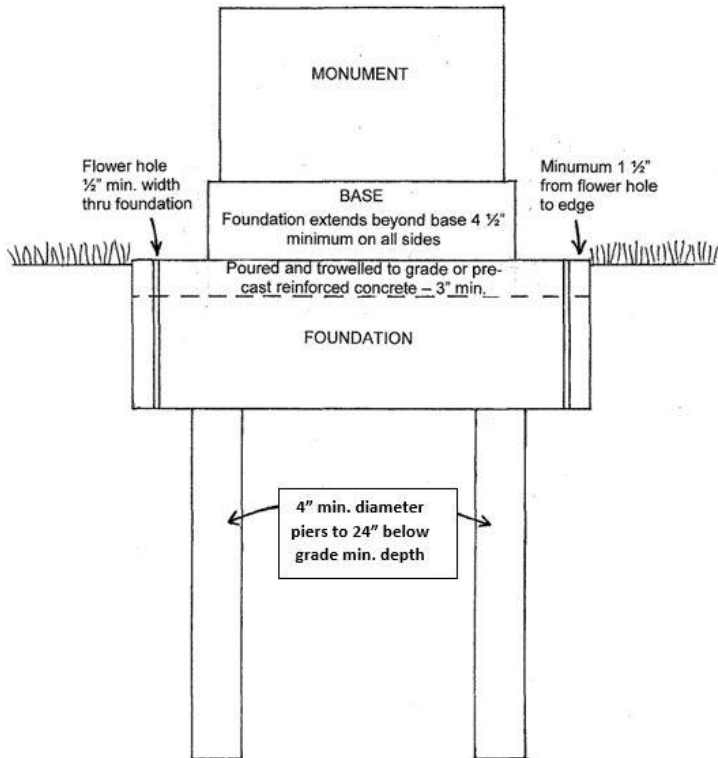 MONUMENT
Flower hole
½" min. width
thru foundation
Minumum 1 ½"
from flower hole
to edge
BASE
Foundation extends beyond base 4 ½"
minimum on all sides
Poured and trowelled to grade or pre-
cast reinforced concrete – 3" min.
FOUNDATION
4” min. diameter
piers to 24” below
grade min. depth